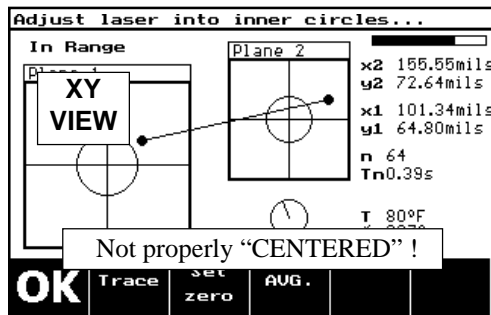 Adjust laser into inner circles...
In Range
Plane 2
x2 155.55mils
y2 72.64mils
XY
VIEW
x1 101.34mils
y1 64.80mils
n 64
Tn0.39s
T 80°F
Not properly “CENTERED” !
OK
Trace
Set
zero
AVG.